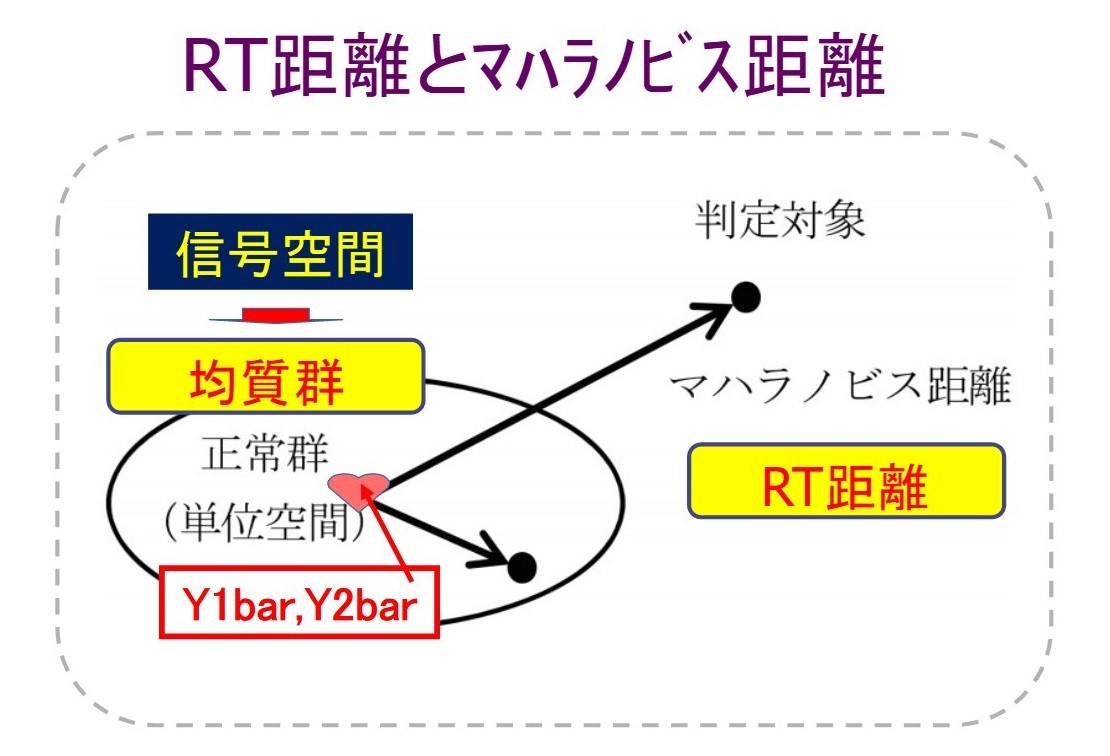 RT距離とﾏﾊﾗﾉﾋﾞｽ距離
信号空間
均質群
正常群
（単位空間）
Y1bar,Y2bar
判定対象
マハラノビス距離
RT距離